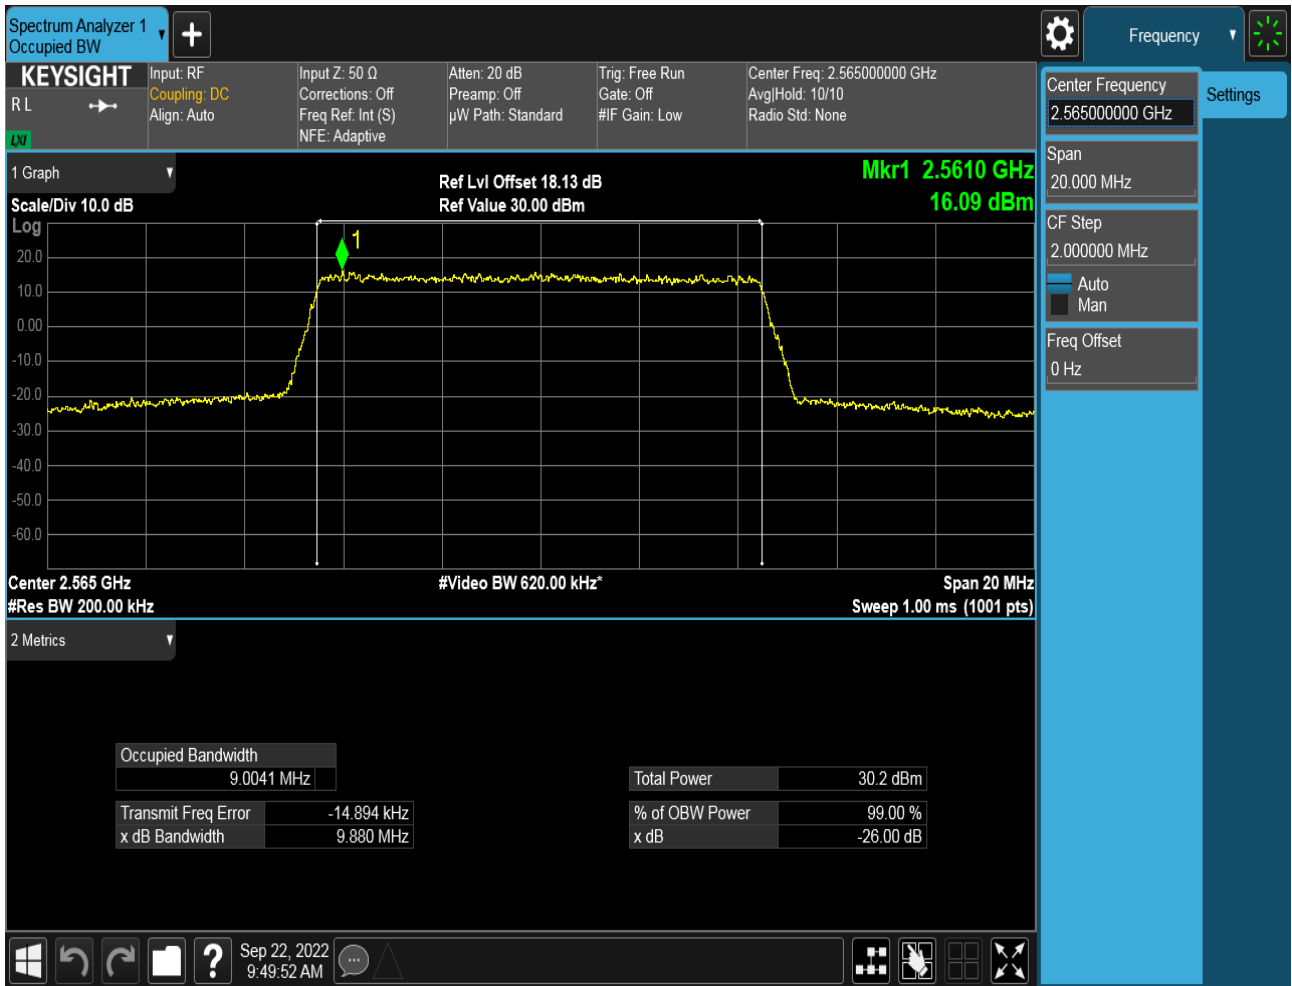 Spectrum Analyzer 1
Occupied BW
Frequency
KEYSIGHT
R L
LXI
Input: RF
Coupling: DC
Align: Auto
Input Z: 50 Ω
Corrections: Off
Freq Ref: Int (S)
NFE: Adaptive
Atten: 20 dB
Preamp: Off
µW Path: Standard
Trig: Free Run
Gate: Off
#IF Gain: Low
Center Freq: 2.565000000 GHz
Avg|Hold: 10/10
Radio Std: None
Center Frequency
2.565000000 GHz
Settings
Span
20.000 MHz
CF Step
2.000000 MHz
Auto
Man
Freq Offset
0 Hz
1 Graph
Scale/Div 10.0 dB
Ref Lvl Offset 18.13 dB
Ref Value 30.00 dBm
Mkr1 2.5610 GHz
16.09 dBm
Log
1
20.0
10.0
0.00
-10.0
-20.0
-30.0
-40.0
-50.0
-60.0
Center 2.565 GHz
#Video BW 620.00 kHz*
Span 20 MHz
#Res BW 200.00 kHz
Sweep 1.00 ms (1001 pts)
2 Metrics
Occupied Bandwidth
9.0041 MHz
Total Power 30.2 dBm
Transmit Freq Error -14.894 kHz
% of OBW Power 99.00 %
x dB Bandwidth 9.880 MHz
x dB -26.00 dB
?
Sep 22, 2022
9:49:52 AM